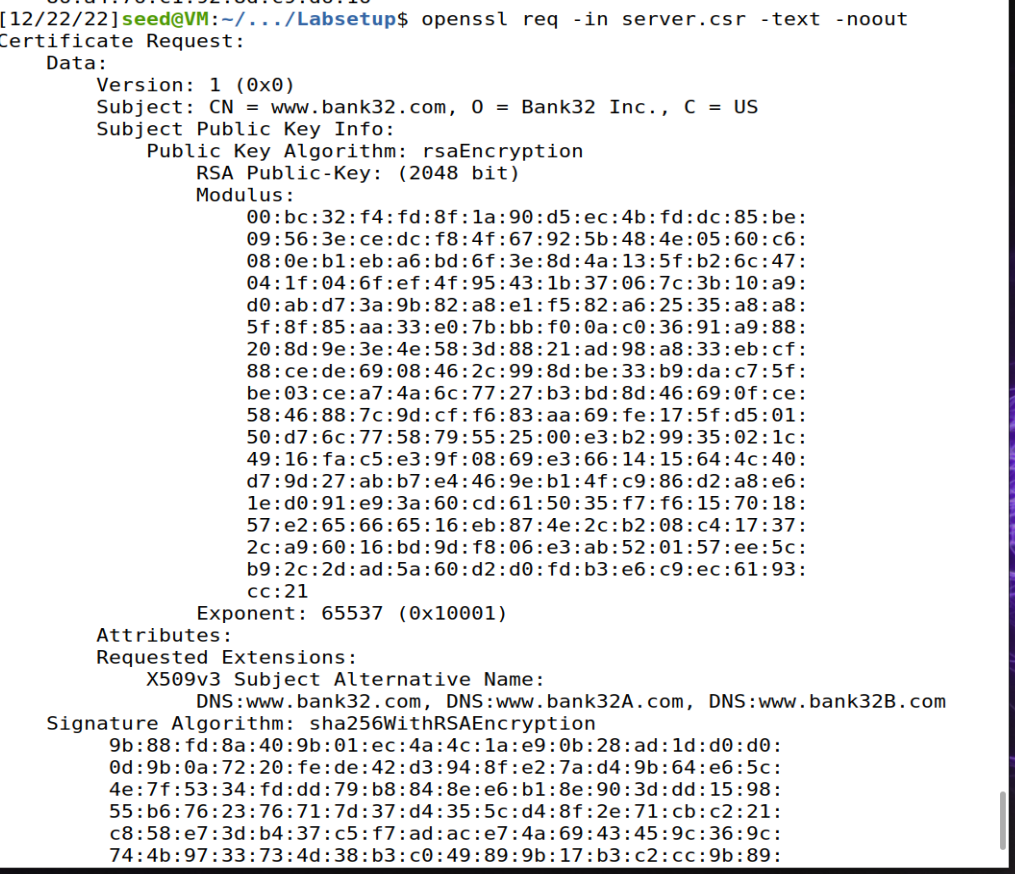 [12/22/22]seed@VM:~/.../Labsetup$ openssl req -in server.csr -text -noout
Certificate Request:
    Data:
        Version: 1 (0x0)
        Subject: CN = www.bank32.com, O = Bank32 Inc., C = US
        Subject Public Key Info:
            Public Key Algorithm: rsaEncryption
                RSA Public-Key: (2048 bit)
                Modulus:
                    00:bc:32:f4:fd:8f:1a:90:d5:ec:4b:fd:dc:85:be:
                    09:56:3e:ce:dc:f8:4f:67:92:5b:48:4e:05:60:c6:
                    08:0e:b1:eb:a6:bd:6f:3e:8d:4a:13:5f:b2:6c:47:
                    04:1f:04:6f:ef:4f:95:43:1b:37:06:7c:3b:10:a9:
                    d0:ab:d7:3a:9b:82:a8:e1:f5:82:a6:25:35:a8:a8:
                    5f:8f:85:aa:33:e0:7b:bb:f0:0a:c0:36:91:a9:88:
                    20:8d:9e:3e:4e:58:3d:88:21:ad:98:a8:33:eb:cf:
                    88:ce:de:69:08:46:2c:99:8d:be:33:b9:da:c7:5f:
                    be:03:ce:a7:4a:6c:77:27:b3:bd:8d:46:69:0f:ce:
                    58:46:88:7c:9d:cf:f6:83:aa:69:fe:17:5f:d5:01:
                    50:d7:6c:77:58:79:55:25:00:e3:b2:99:35:02:1c:
                    49:16:fa:c5:e3:9f:08:69:e3:66:14:15:64:4c:40:
                    d7:9d:27:ab:b7:e4:46:9e:b1:4f:c9:86:d2:a8:e6:
                    1e:d0:91:e9:3a:60:cd:61:50:35:f7:f6:15:70:18:
                    57:e2:65:66:65:16:eb:87:4e:2c:b2:08:c4:17:37:
                    2c:a9:60:16:bd:9d:f8:06:e3:ab:52:01:57:ee:5c:
                    b9:2c:2d:ad:5a:60:d2:d0:fd:b3:e6:c9:ec:61:93:
                    cc:21
                Exponent: 65537 (0x10001)
        Attributes:
        Requested Extensions:
            X509v3 Subject Alternative Name:
                DNS:www.bank32.com, DNS:www.bank32A.com, DNS:www.bank32B.com
    Signature Algorithm: sha256WithRSAEncryption
         9b:88:fd:8a:40:9b:01:ec:4a:4c:1a:e9:0b:28:ad:1d:d0:d0:
         0d:9b:0a:72:20:fe:de:42:d3:94:8f:e2:7a:d4:9b:64:e6:5c:
         4e:7f:53:34:fd:dd:79:b8:84:8e:e6:b1:8e:90:3d:dd:15:98:
         55:b6:76:23:76:71:7d:37:d4:35:5c:d4:8f:2e:71:cb:c2:21:
         c8:58:e7:3d:b4:37:c5:f7:ad:ac:e7:4a:69:43:45:9c:36:9c:
         74:4b:97:33:73:4d:38:b3:c0:49:89:9b:17:b3:c2:cc:9b:89: